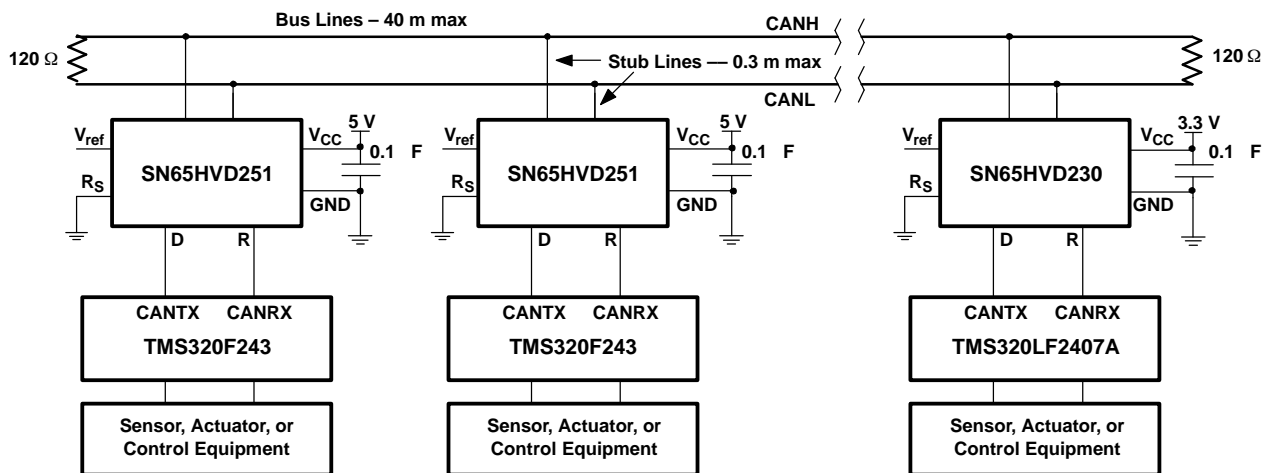 Bus Lines – 40 m max
CANH
120 Ω
Stub Lines –– 0.3 m max
120 Ω
CANL
Vref
VCC
5 V
0.1 F
SN65HVD251
RS
GND
D
R
Vref
VCC
5 V
0.1 F
SN65HVD251
RS
GND
D
R
Vref
VCC
3.3 V
0.1 F
SN65HVD230
RS
GND
D
R
CANTX CANRX
TMS320F243
CANTX CANRX
TMS320F243
CANTX CANRX
TMS320LF2407A
Sensor, Actuator, or
Control Equipment
Sensor, Actuator, or
Control Equipment
Sensor, Actuator, or
Control Equipment